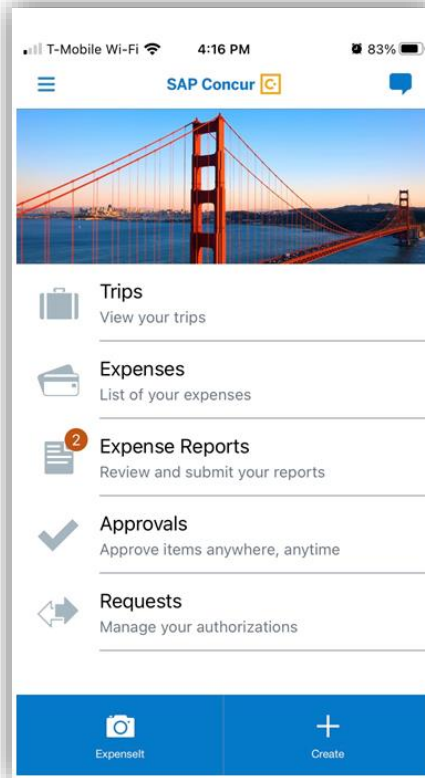 T-Mobile Wi-Fi 4:16 PM 83%
SAP Concur C.
Trips
View your trips
Expenses
List of your expenses
2
Expense Reports
Review and submit your reports
Approvals
Approve items anywhere, anytime
Requests
Manage your authorizations
ExpenseIt Create